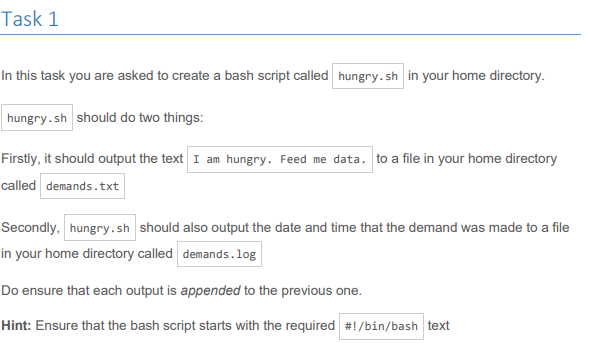 Task 1
In this task you are asked to create a bash script called hungry.sh in your home directory.
hungry.sh should do two things:
Firstly, it should output the text I am hungry. Feed me data. to a file in your home directory
called demands.txt
Secondly, hungry.sh should also output the date and time that the demand was made to a file
in your home directory called demands.log
Do ensure that each output is appended to the previous one.
Hint: Ensure that the bash script starts with the required #!/bin/bash text